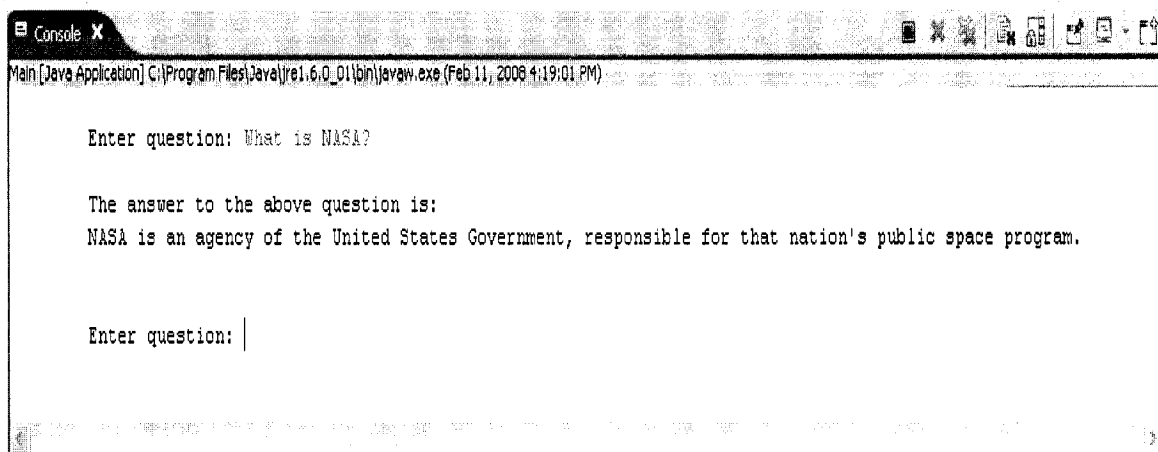 Console X
Main [Java Application] C:\Program Files\Java\jre1.6.0_01\bin\javaw.exe (Feb 11, 2008 4:19:01 PM)
Enter question: What is NASA?
The answer to the above question is:
NASA is an agency of the United States Government, responsible for that nation's public space program.
Enter question: